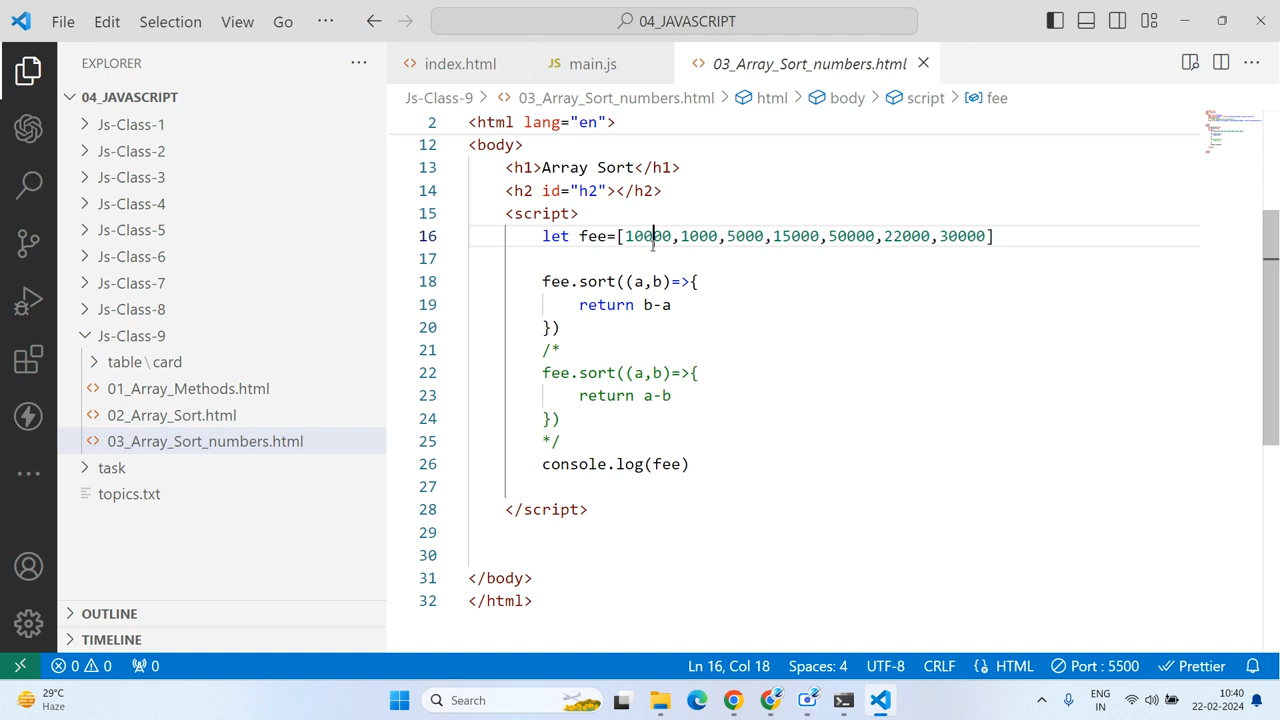 File Edit Selection View Go ··· 04_JAVASCRIPT
EXPLORER ···
04_JAVASCRIPT
Js-Class-1
Js-Class-2
Js-Class-3
Js-Class-4
Js-Class-5
Js-Class-6
Js-Class-7
Js-Class-8
Js-Class-9
table\card
01_Array_Methods.html
02_Array_Sort.html
03_Array_Sort_numbers.html
task
topics.txt
OUTLINE
TIMELINE
index.html JS main.js 03_Array_Sort_numbers.html
Js-Class-9 > 03_Array_Sort_numbers.html > html > body > script > fee
2 <html lang="en">
12 <body>
13 <h1>Array Sort</h1>
14 <h2 id="h2"></h2>
15 <script>
16 let fee=[10000,1000,5000,15000,50000,22000,30000]
17
18 fee.sort((a,b)=>{
19 return b-a
20 })
21 /*
22 fee.sort((a,b)=>{
23 return a-b
24 })
25 */
26 console.log(fee)
27
28 </script>
29
30
31 </body>
32 </html>
0 0 0 Ln 16, Col 18 Spaces: 4 UTF-8 CRLF HTML Port : 5500 Prettier
29°C
Haze
Search
ENG
IN
10:40
22-02-2024